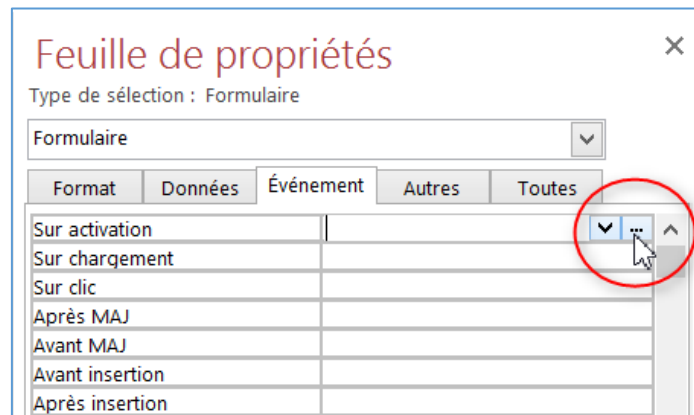 Feuille de propriétés
Type de sélection : Formulaire
Formulaire
Format Données Événement Autres Toutes
Sur activation ...
Sur chargement
Sur clic
Après MAJ
Avant MAJ
Avant insertion
Après insertion